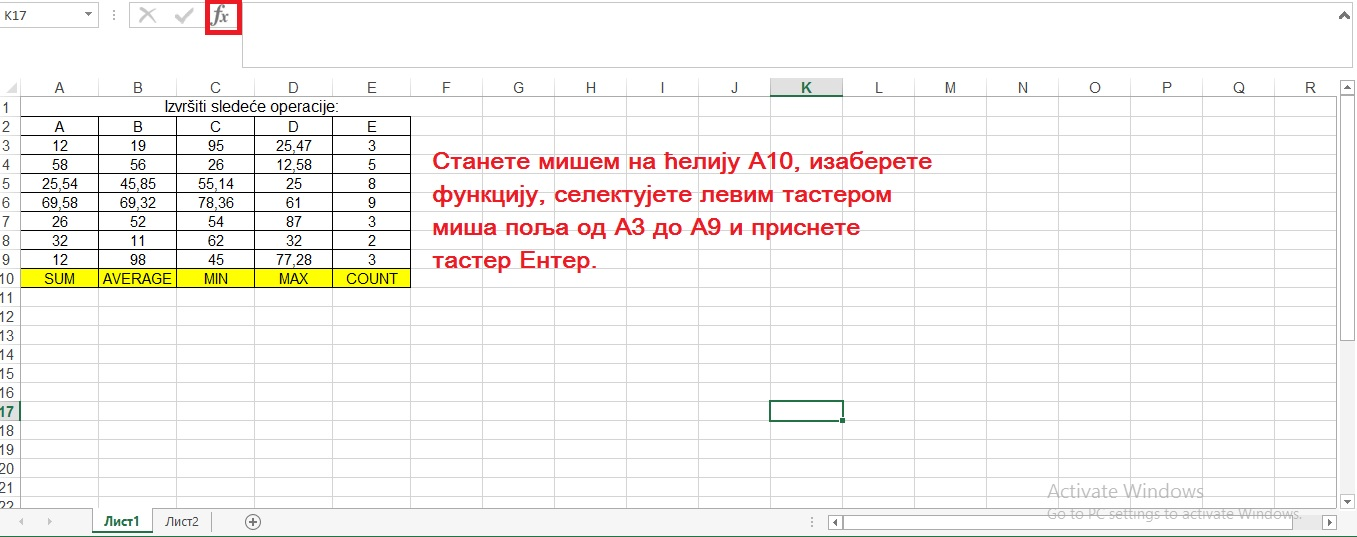 K17
fx
A B C D E F G H I J K L M N O P Q R
1 Izvršiti sledeće operacije:
2 A B C D E
3 12 19 95 25,47 3
4 58 56 26 12,58 5
5 25,54 45,85 55,14 25 8
6 69,58 69,32 78,36 61 9
7 26 52 54 87 3
8 32 11 62 32 2
9 12 98 45 77,28 3
10 SUM AVERAGE MIN MAX COUNT
Станете мишем на ћелију А10, изаберете
функцију, селектујете левим тастером
миша поља од А3 до А9 и приснете
тастер Ентер.
11
12
13
14
15
16
17
18
19
20
21
22
Activate Windows
Go to PC settings to activate Windows.
Лист1 Лист2